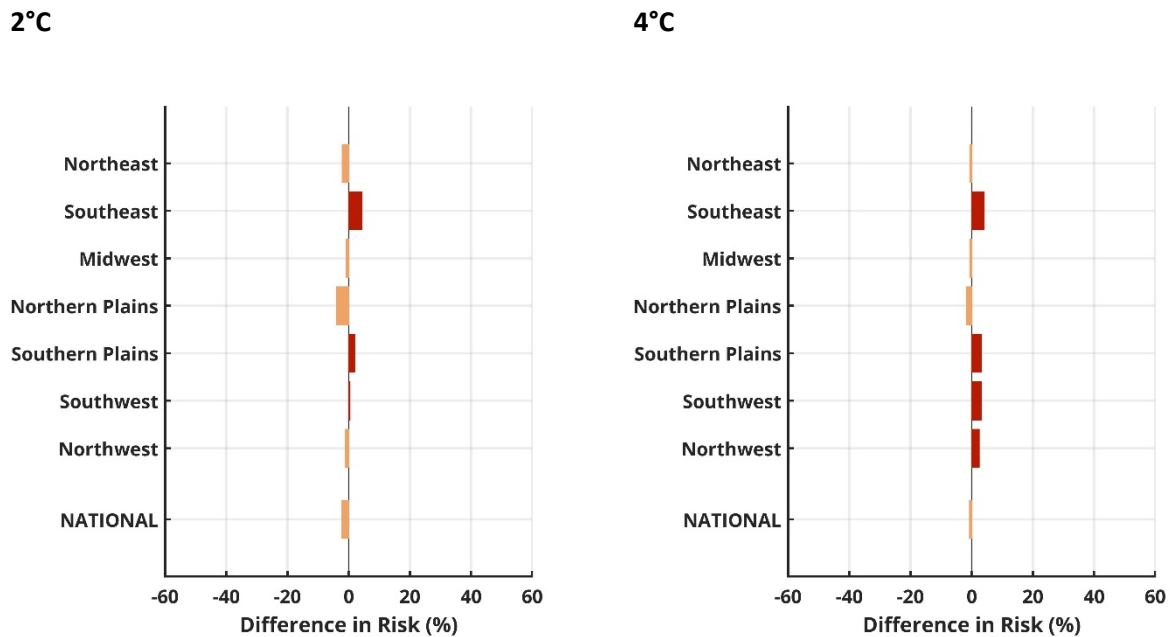 2°C
Northeast
Southeast
Midwest
Northern Plains
Southern Plains
Southwest
Northwest
NATIONAL
-60 -40 -20 0 20 40 60
Difference in Risk (%)
4°C
Northeast
Southeast
Midwest
Northern Plains
Southern Plains
Southwest
Northwest
NATIONAL
-60 -40 -20 0 20 40 60
Difference in Risk (%)